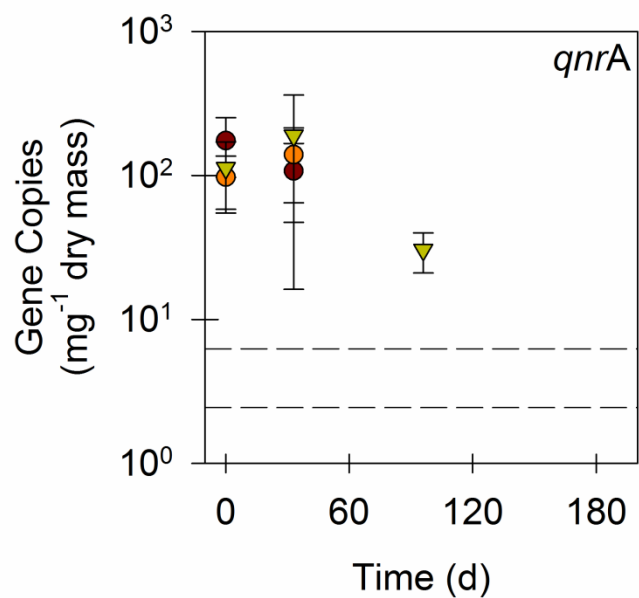 qnrA
10³
10²
10¹
10⁰
Gene Copies
(mg⁻¹ dry mass)
0 60 120 180
Time (d)